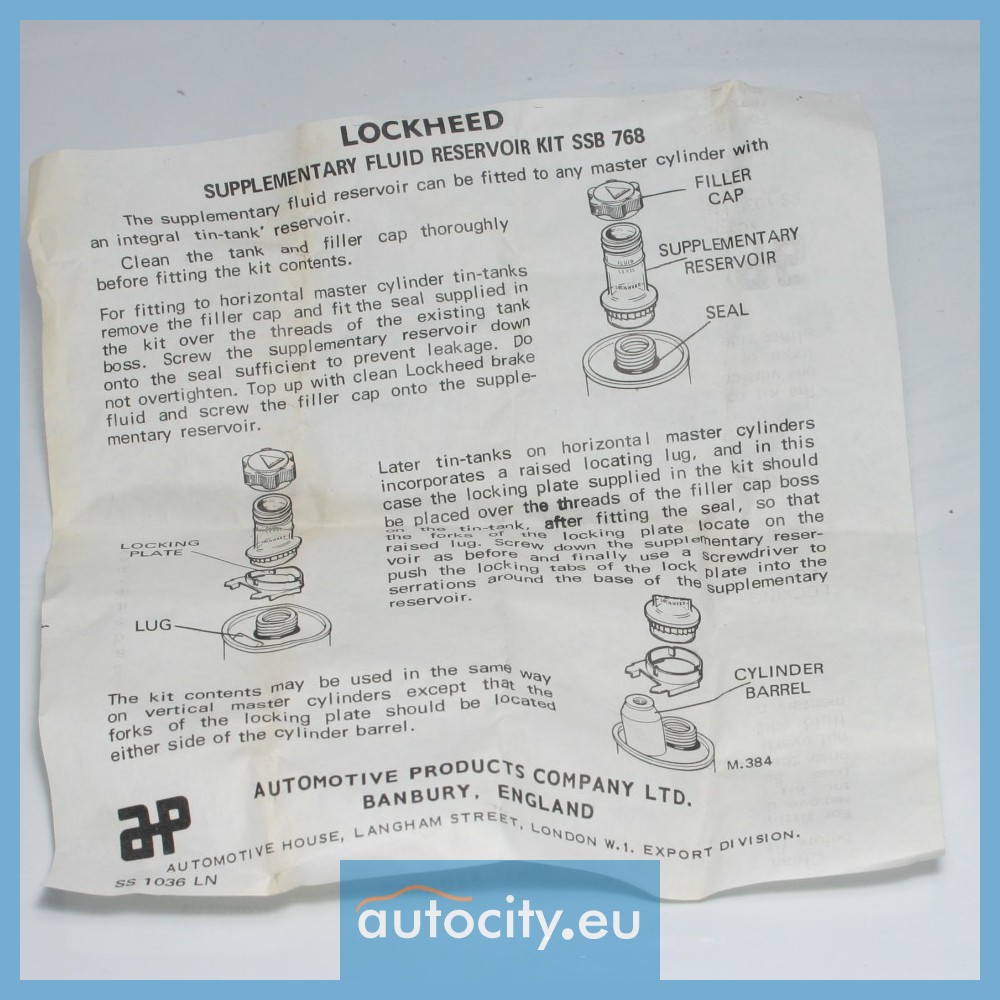 LOCKHEED
SUPPLEMENTARY FLUID RESERVOIR KIT SSB 768
The supplementary fluid reservoir can be fitted to any master cylinder with
an integral tin-tank' reservoir.
Clean the tank and filler cap thoroughly
before fitting the kit contents.
For fitting to horizontal master cylinder tin-tanks
remove the filler cap and fit the seal supplied in
the kit over the threads of the existing tank
boss. Screw the supplementary reservoir down
onto the seal sufficient to prevent leakage. Do
not overtighten. Top up with clean Lockheed brake
fluid and screw the filler cap onto the supple-
mentary reservoir.
FILLER
CAP
SUPPLEMENTARY
RESERVOIR
SEAL
Later tin-tanks on horizontal master cylinders
incorporates a raised locating lug, and in this
case the locking plate supplied in the kit should
be placed over the threads of the filler cap boss
on the tin-tank, after fitting the seal, so that
the forks of the locking plate locate on the
raised lug. Screw down the supplementary reser-
voir as before and finally use a screwdriver to
push the locking tabs of the lock plate into the
serrations around the base of the supplementary
reservoir.
LOCKING
PLATE
LUG
The kit contents may be used in the same way
on vertical master cylinders except that the
forks of the locking plate should be located
either side of the cylinder barrel.
CYLINDER
BARREL
M.384
AUTOMOTIVE PRODUCTS COMPANY LTD.
BANBURY, ENGLAND
ap
AUTOMOTIVE HOUSE, LANGHAM STREET, LONDON W.1. EXPORT DIVISION.
SS 1036 LN
autocity.eu